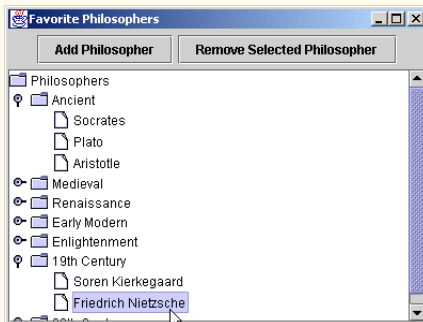 Favorite Philosophers
Add Philosopher Remove Selected Philosopher
Philosophers
Ancient
Socrates
Plato
Aristotle
Medieval
Renaissance
Early Modern
Enlightenment
19th Century
Soren Kierkegaard
Friedrich Nietzsche